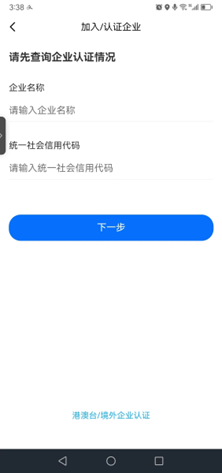 3:38
加入/认证企业
请先查询企业认证情况
企业名称
请输入企业名称
统一社会信用代码
请输入统一社会信用代码
下一步
港澳台/境外企业认证